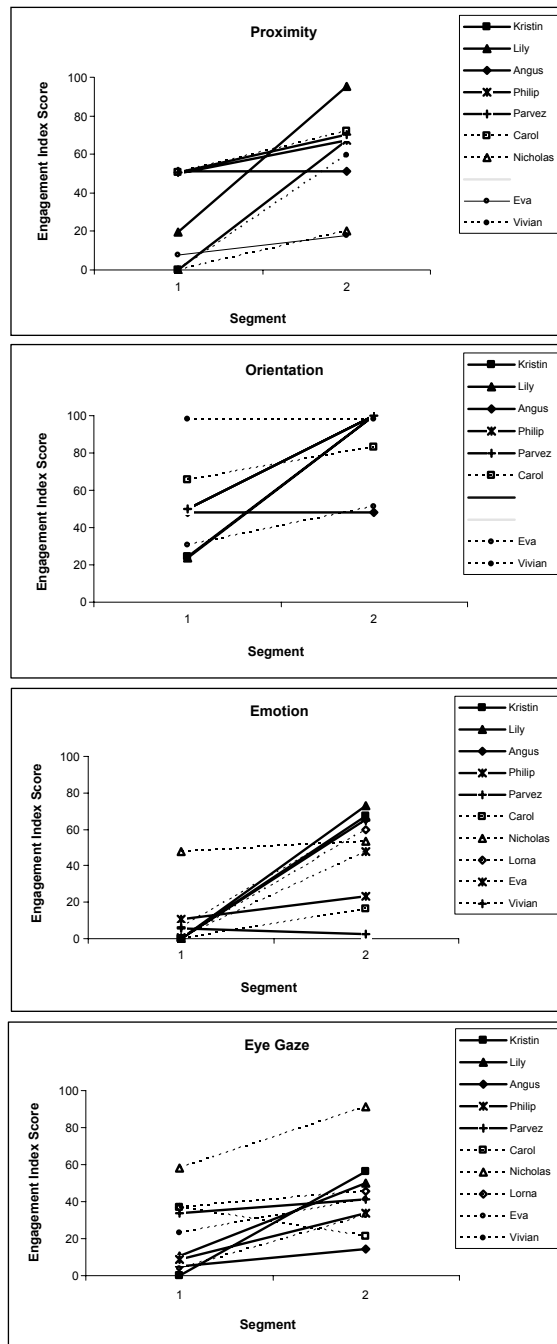 Proximity
Engagement Index Score
100
80
60
40
20
0
1
2
Segment
Kristin
Lily
Angus
Philip
Parvez
Carol
Nicholas
Eva
Vivian
Orientation
Engagement Index Score
100
80
60
40
20
0
1
2
Segment
Kristin
Lily
Angus
Philip
Parvez
Carol
Eva
Vivian
Emotion
Engagement Index Score
100
80
60
40
20
0
1
2
Segment
Kristin
Lily
Angus
Philip
Parvez
Carol
Nicholas
Lorna
Eva
Vivian
Eye Gaze
Engagement Index Score
100
80
60
40
20
0
1
2
Segment
Kristin
Lily
Angus
Philip
Parvez
Carol
Nicholas
Lorna
Eva
Vivian